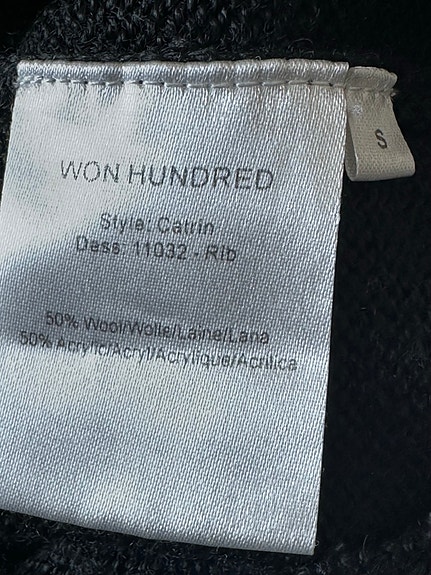 WON HUNDRED
S
Style: Catrin
Dess: 11032 - Rib
50% Wool/Wolle/Laine/Lana
50% Acrylic/Acryl/Acrylique/Acrilica